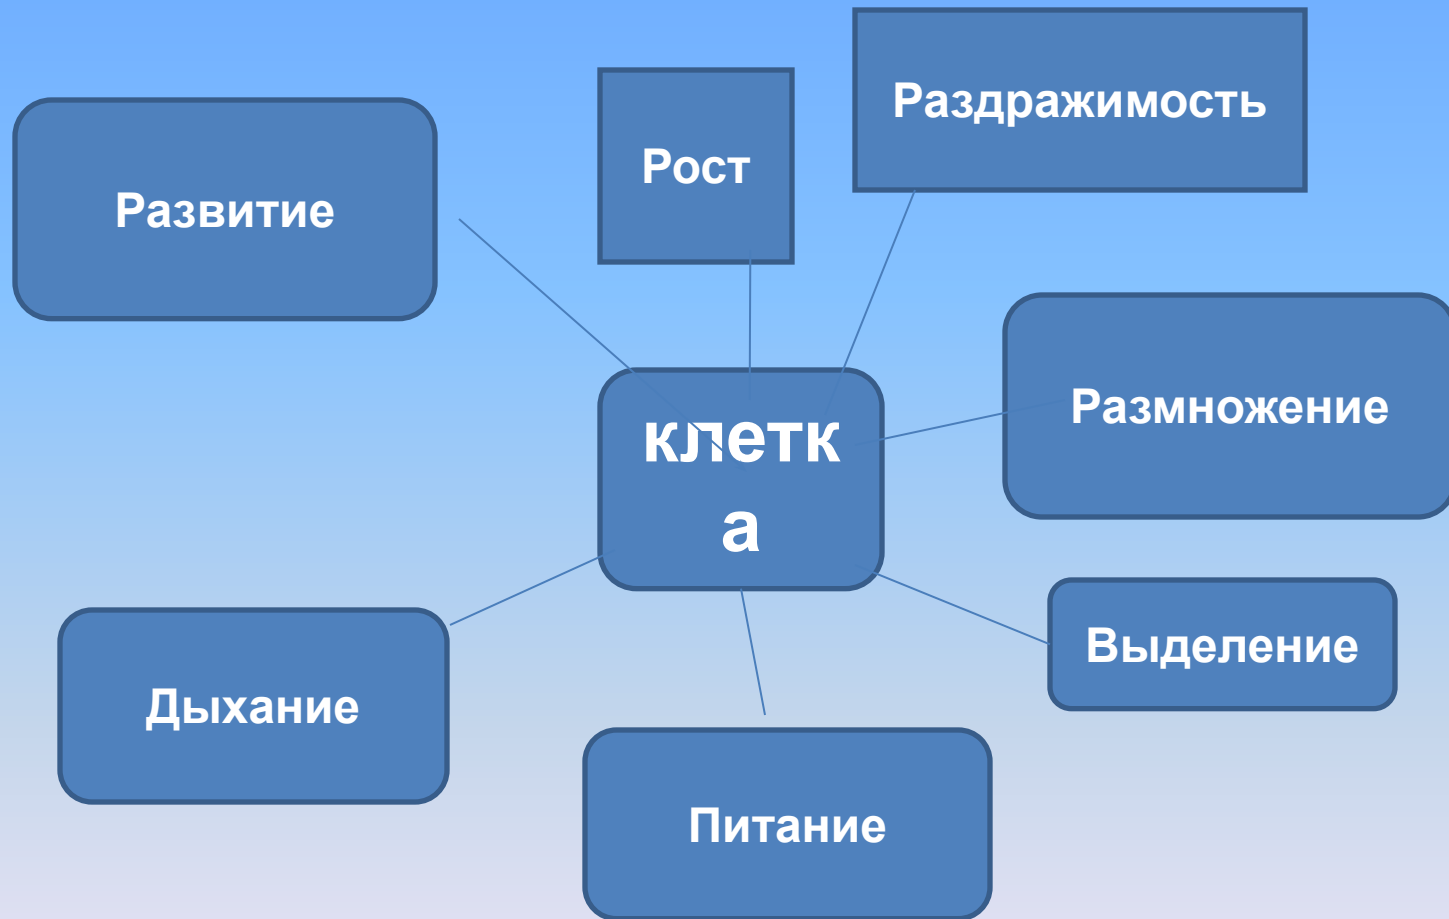 Раздражимость
Рост
Развитие
Размножение
клетк
а
Выделение
Дыхание
Питание